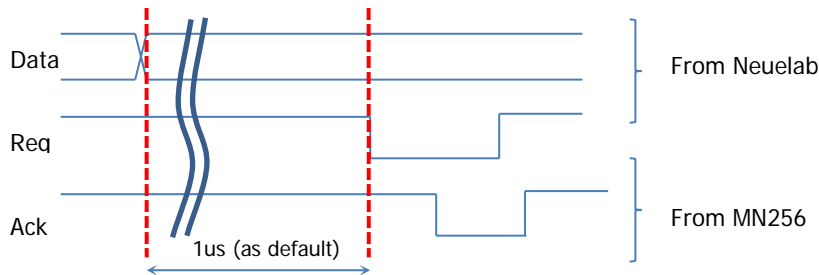 Data
From Neuelab
Req
Ack
From MN256
1us (as default)